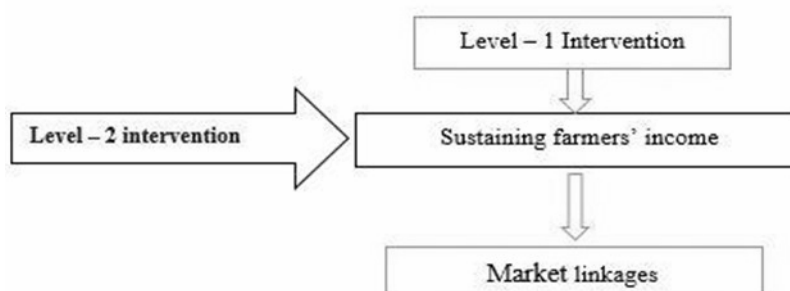 Level – 1 Intervention
Level – 2 intervention
Sustaining farmers’ income
Market linkages